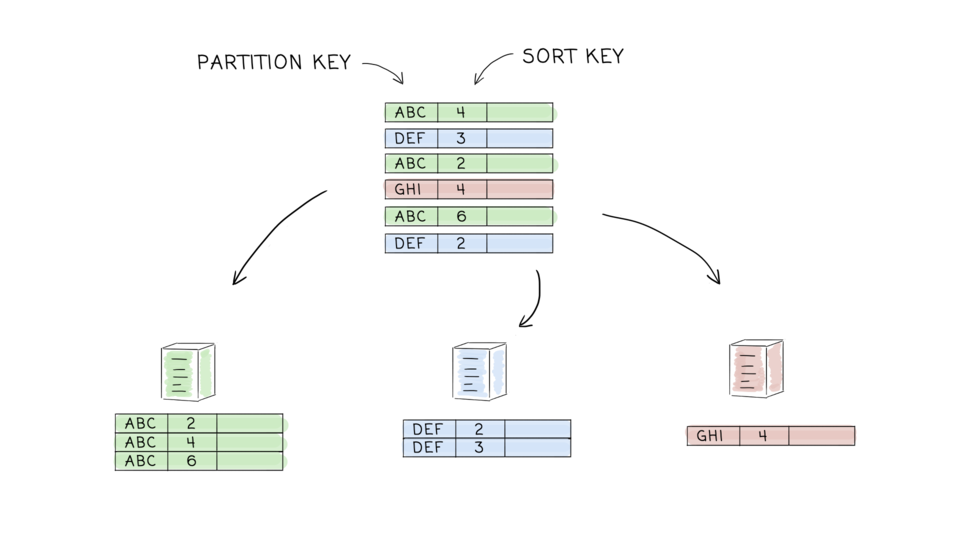 PARTITION KEY
SORT KEY
ABC 4
DEF 3
ABC 2
GHI 4
ABC 6
DEF 2
ABC 2
ABC 4
ABC 6
DEF 2
DEF 3
GHI 4